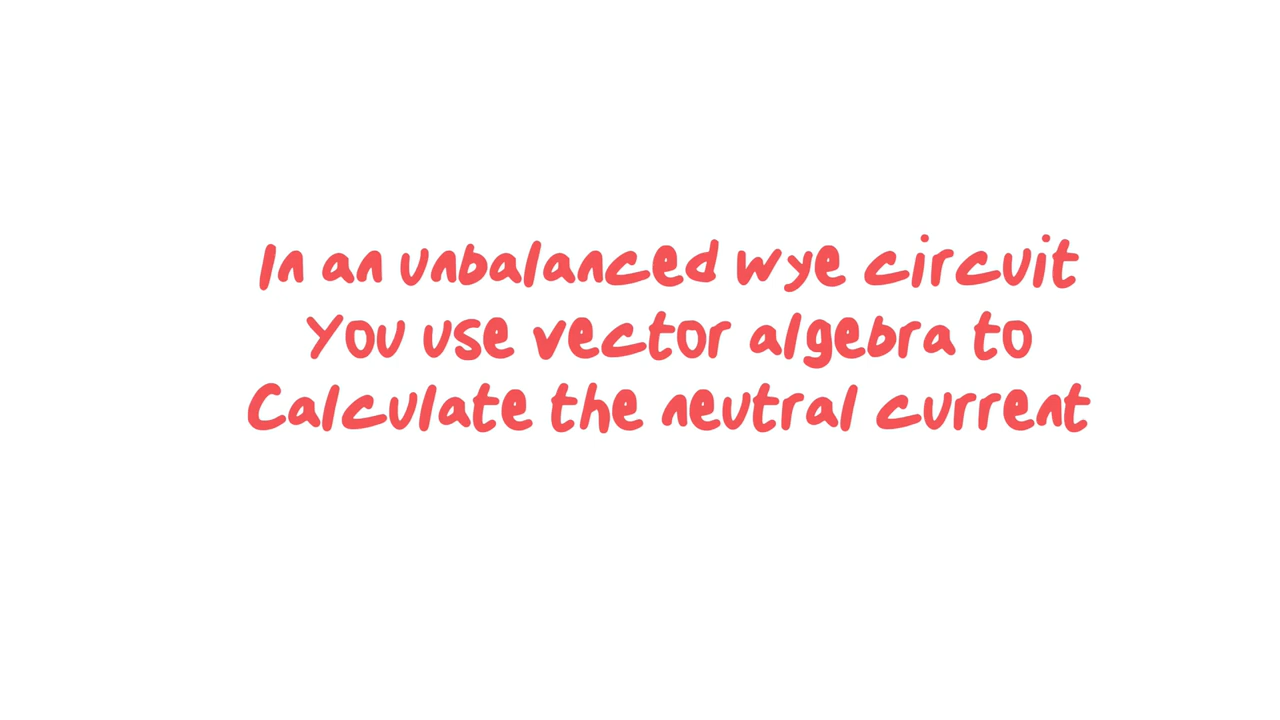 In an unbalanced wye circuit
You use vector algebra to
Calculate the neutral current